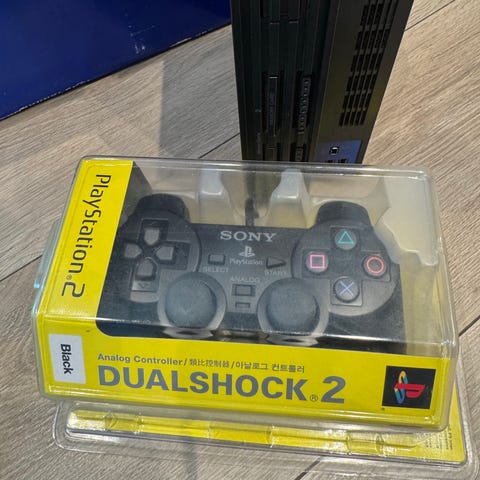 PlayStation®2
SONY
PlayStation
SELECT
START
ANALOG
Black
Analog Controller/類比控制器/아날로그 컨트롤러
DUALSHOCK®2